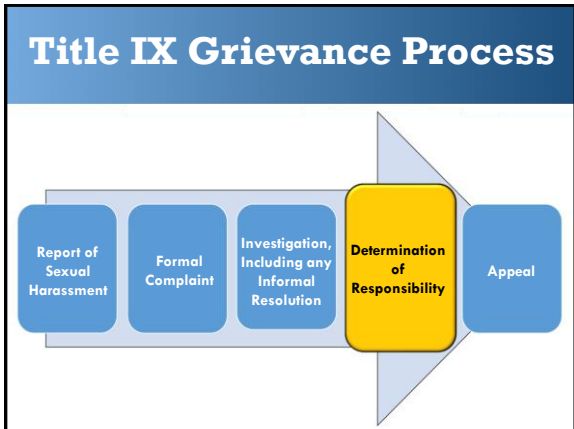 Title IX Grievance Process
Report of
Sexual
Harassment
Formal
Complaint
Investigation,
Including any
Informal
Resolution
Determination
of
Responsibility
Appeal